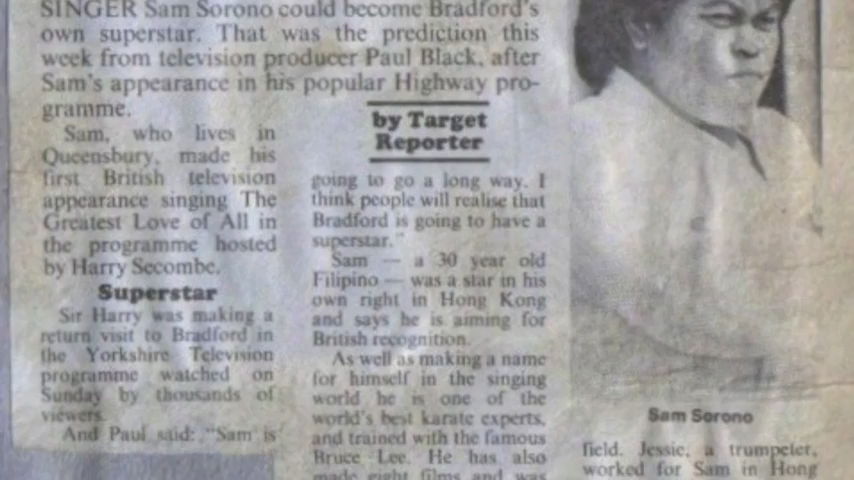 SINGER Sam Sorono could become Bradford's
own superstar. That was the prediction this
week from television producer Paul Black, after
Sam's appearance in his popular Highway pro-
gramme.
Sam, who lives in
Queensbury, made his
first British television
appearance singing The
Greatest Love of All in
the programme hosted
by Harry Secombe.
Superstar
Sir Harry was making a
return visit to Bradford in
the Yorkshire Television
programme watched on
Sunday by thousands of
viewers.
And Paul said: "Sam is
by Target
Reporter
going to go a long way. I
think people will realise that
Bradford is going to have a
superstar."
Sam — a 30 year old
Filipino — was a star in his
own right in Hong Kong
and says he is aiming for
British recognition.
As well as making a name
for himself in the singing
world he is one of the
world's best karate experts,
and trained with the famous
Bruce Lee. He has also
made eight films and was
Sam Sorono
field. Jessie, a trumpeter,
worked for Sam in Hong